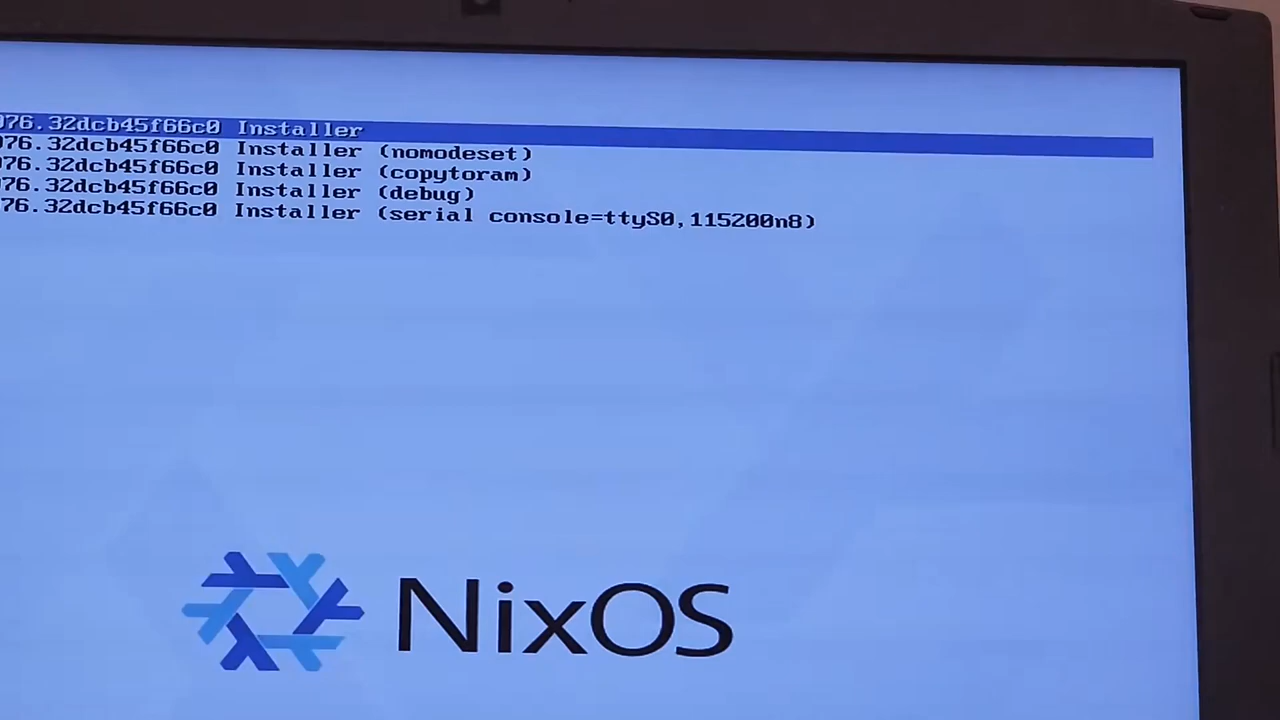 076.32dcb45f66c0 Installer
076.32dcb45f66c0 Installer (nomodeset)
076.32dcb45f66c0 Installer (copytoram)
76.32dcb45f66c0 Installer (debug)
76.32dcb45f66c0 Installer (serial console=ttyS0,115200n8)
NixOS